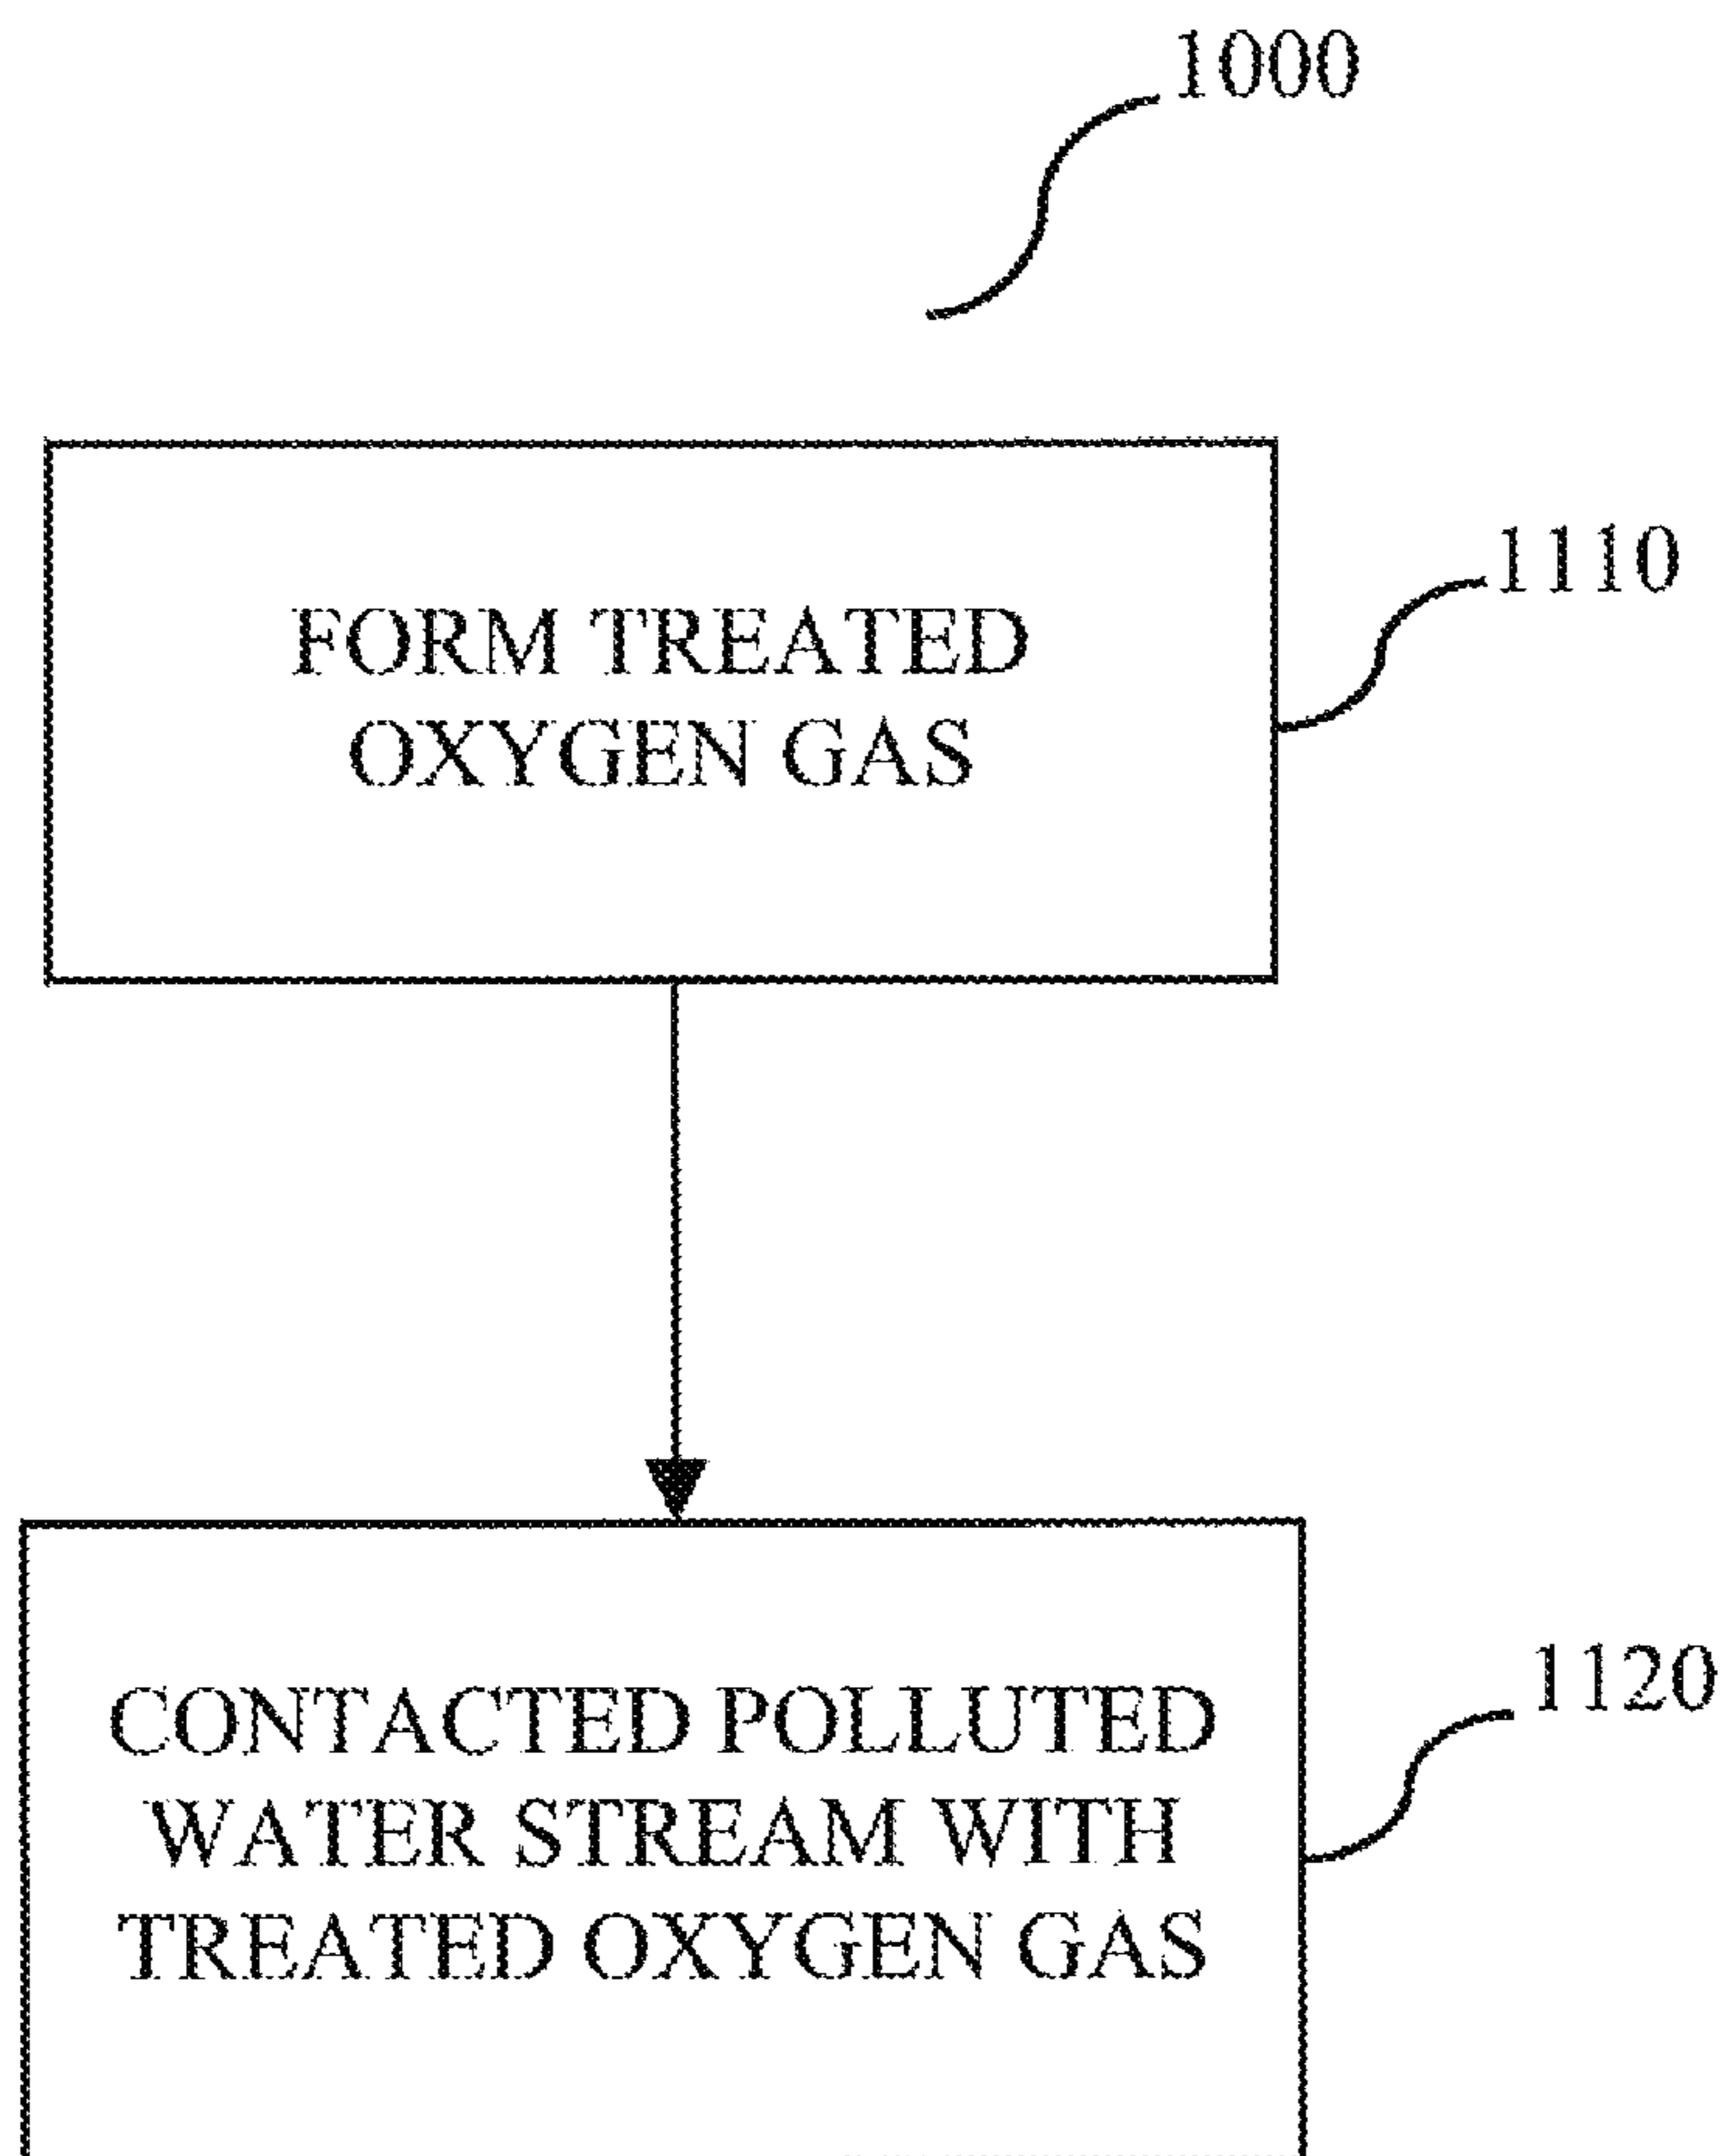 1000
1110
FORM TREATED
OXYGEN GAS
1120
CONTACTED POLLUTED
WATER STREAM WITH
TREATED OXYGEN GAS